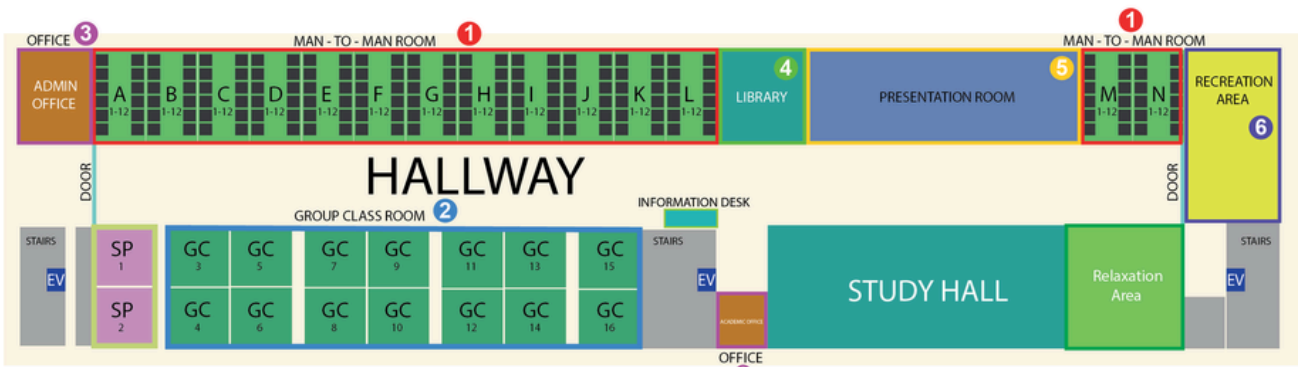 OFFICE 3
MAN - TO - MAN ROOM 1
MAN - TO - MAN ROOM 1
ADMIN
OFFICE
A
1-12
B
1-12
C
1-12
D
1-12
E
1-12
F
1-12
G
1-12
H
1-12
I
1-12
J
1-12
K
1-12
L
1-12
4
LIBRARY
5
PRESENTATION ROOM
M
1-12
N
1-12
RECREATION
AREA
6
DOOR
HALLWAY
DOOR
GROUP CLASS ROOM 2
INFORMATION DESK
STAIRS
EV
SP
1
SP
2
GC
3
GC
5
GC
7
GC
9
GC
11
GC
13
GC
15
GC
4
GC
6
GC
8
GC
10
GC
12
GC
14
GC
16
STAIRS
EV
ACADEMIC OFFICE
OFFICE
STUDY HALL
Relaxation
Area
STAIRS
EV